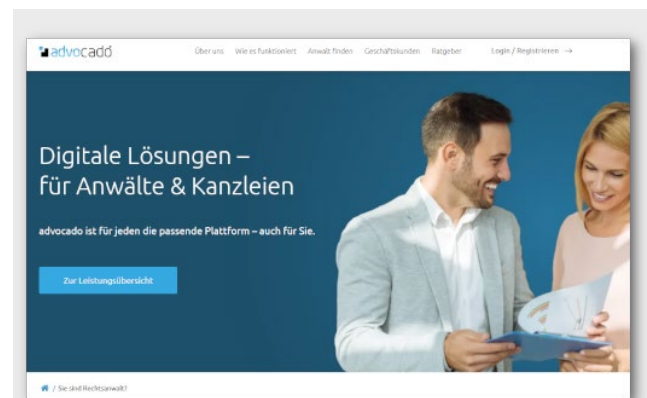 advocado
Über uns Wie es funktioniert Anwalt finden Geschäftskunden Ratgeber Login / Registrieren →
Digitale Lösungen –
für Anwälte & Kanzleien
advocado ist für jeden die passende Plattform – auch für Sie.
Zur Leistungsübersicht
/ Sie sind Rechtsanwalt?